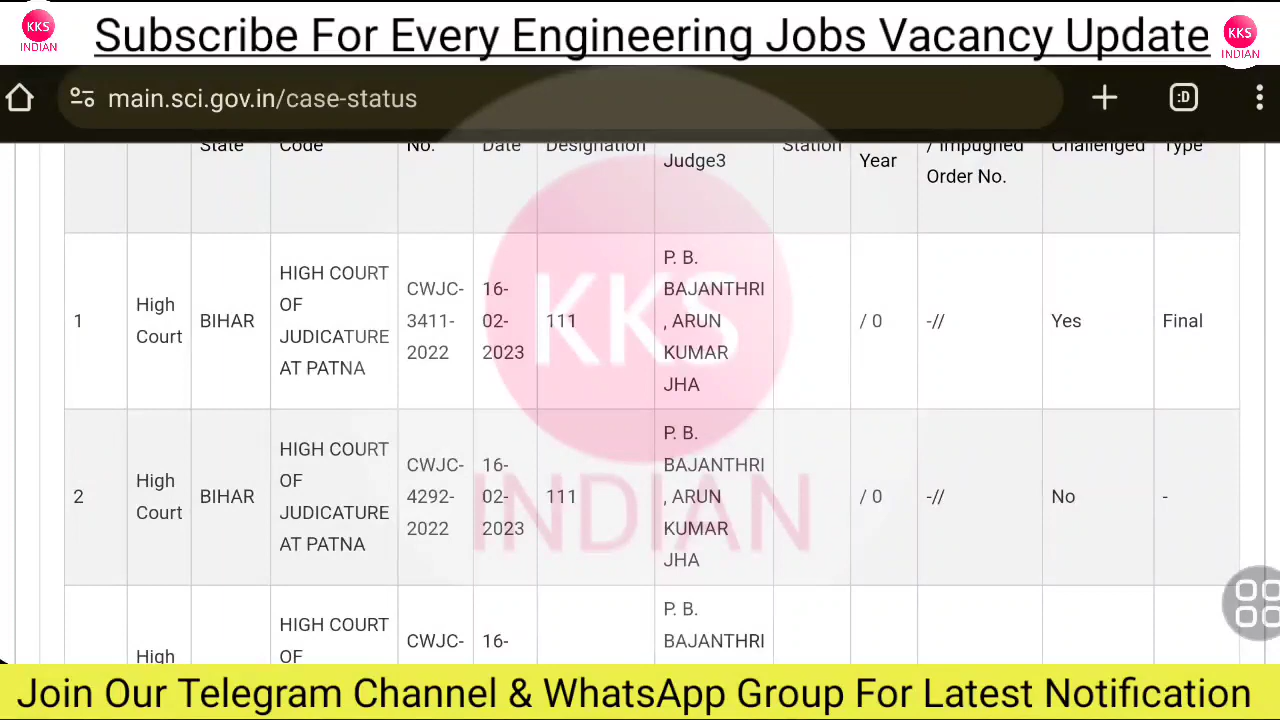 KKS
INDIAN
Subscribe For Every Engineering Jobs Vacancy Update
KKS
INDIAN
:D
main.sci.gov.in/case-status
State Code No. Date Designation Judge3 Station Year / Impugned Order No. Challenged Type
1 High Court BIHAR HIGH COURT OF JUDICATURE AT PATNA CWJC-3411-2022 16-02-2023 111 P. B. BAJANTHRI , ARUN KUMAR JHA / 0 -// Yes Final
2 High Court BIHAR HIGH COURT OF JUDICATURE AT PATNA CWJC-4292-2022 16-02-2023 111 P. B. BAJANTHRI , ARUN KUMAR JHA / 0 -// No -
High HIGH COURT OF CWJC- 16- P. B. BAJANTHRI
KKS
INDIAN
Join Our Telegram Channel & WhatsApp Group For Latest Notification